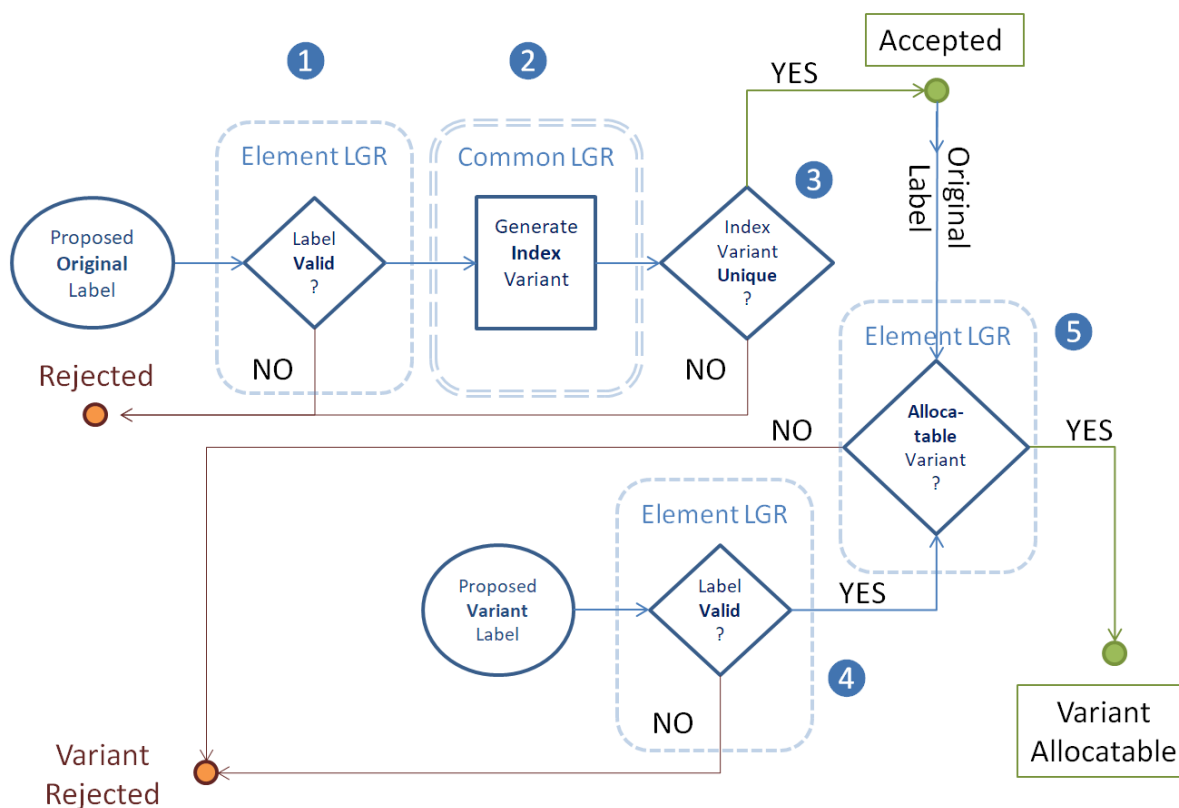 1
2
YES
Accepted
Element LGR
Common LGR
3
Original
Label
Proposed
Original
Label
Label
Valid
?
Generate
Index
Variant
Index
Variant
Unique
?
NO
NO
Rejected
Element LGR
5
Alloca-
table
Variant
?
NO
YES
Element LGR
Proposed
Variant
Label
Label
Valid
?
YES
4
NO
Variant
Rejected
Variant
Allocatable